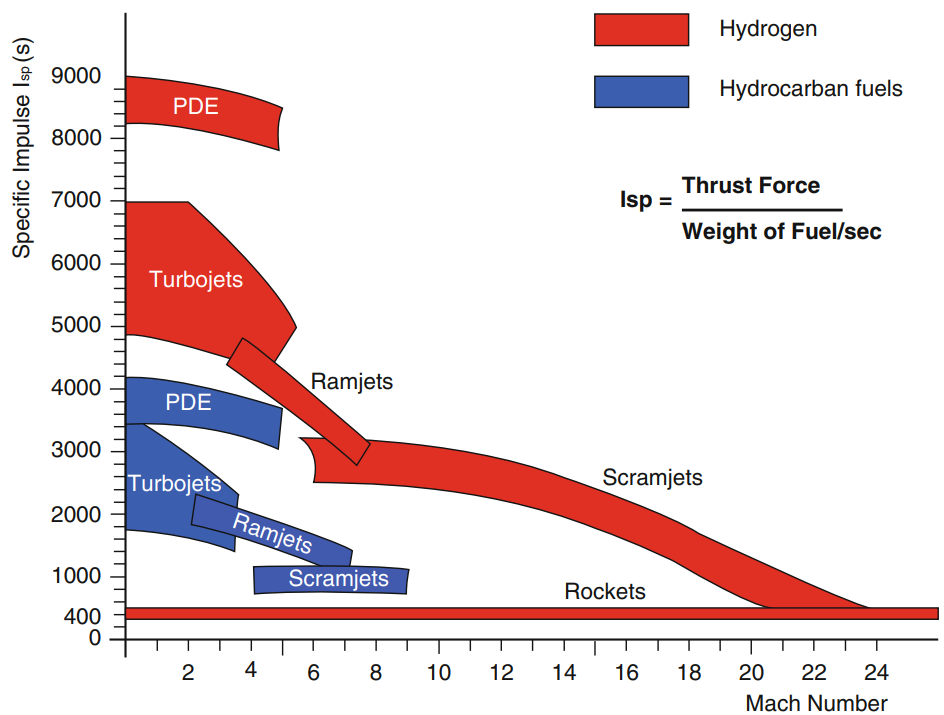 Hydrogen
Hydrocarban fuels
Isp = Thrust Force
Weight of Fuel/sec
Specific Impulse Isp (s)
9000
8000
7000
6000
5000
4000
3000
2000
1000
400
0
PDE
Turbojets
Ramjets
PDE
Turbojets
Ramjets
Scramjets
Scramjets
Rockets
2 4 6 8 10 12 14 16 18 20 22 24
Mach Number